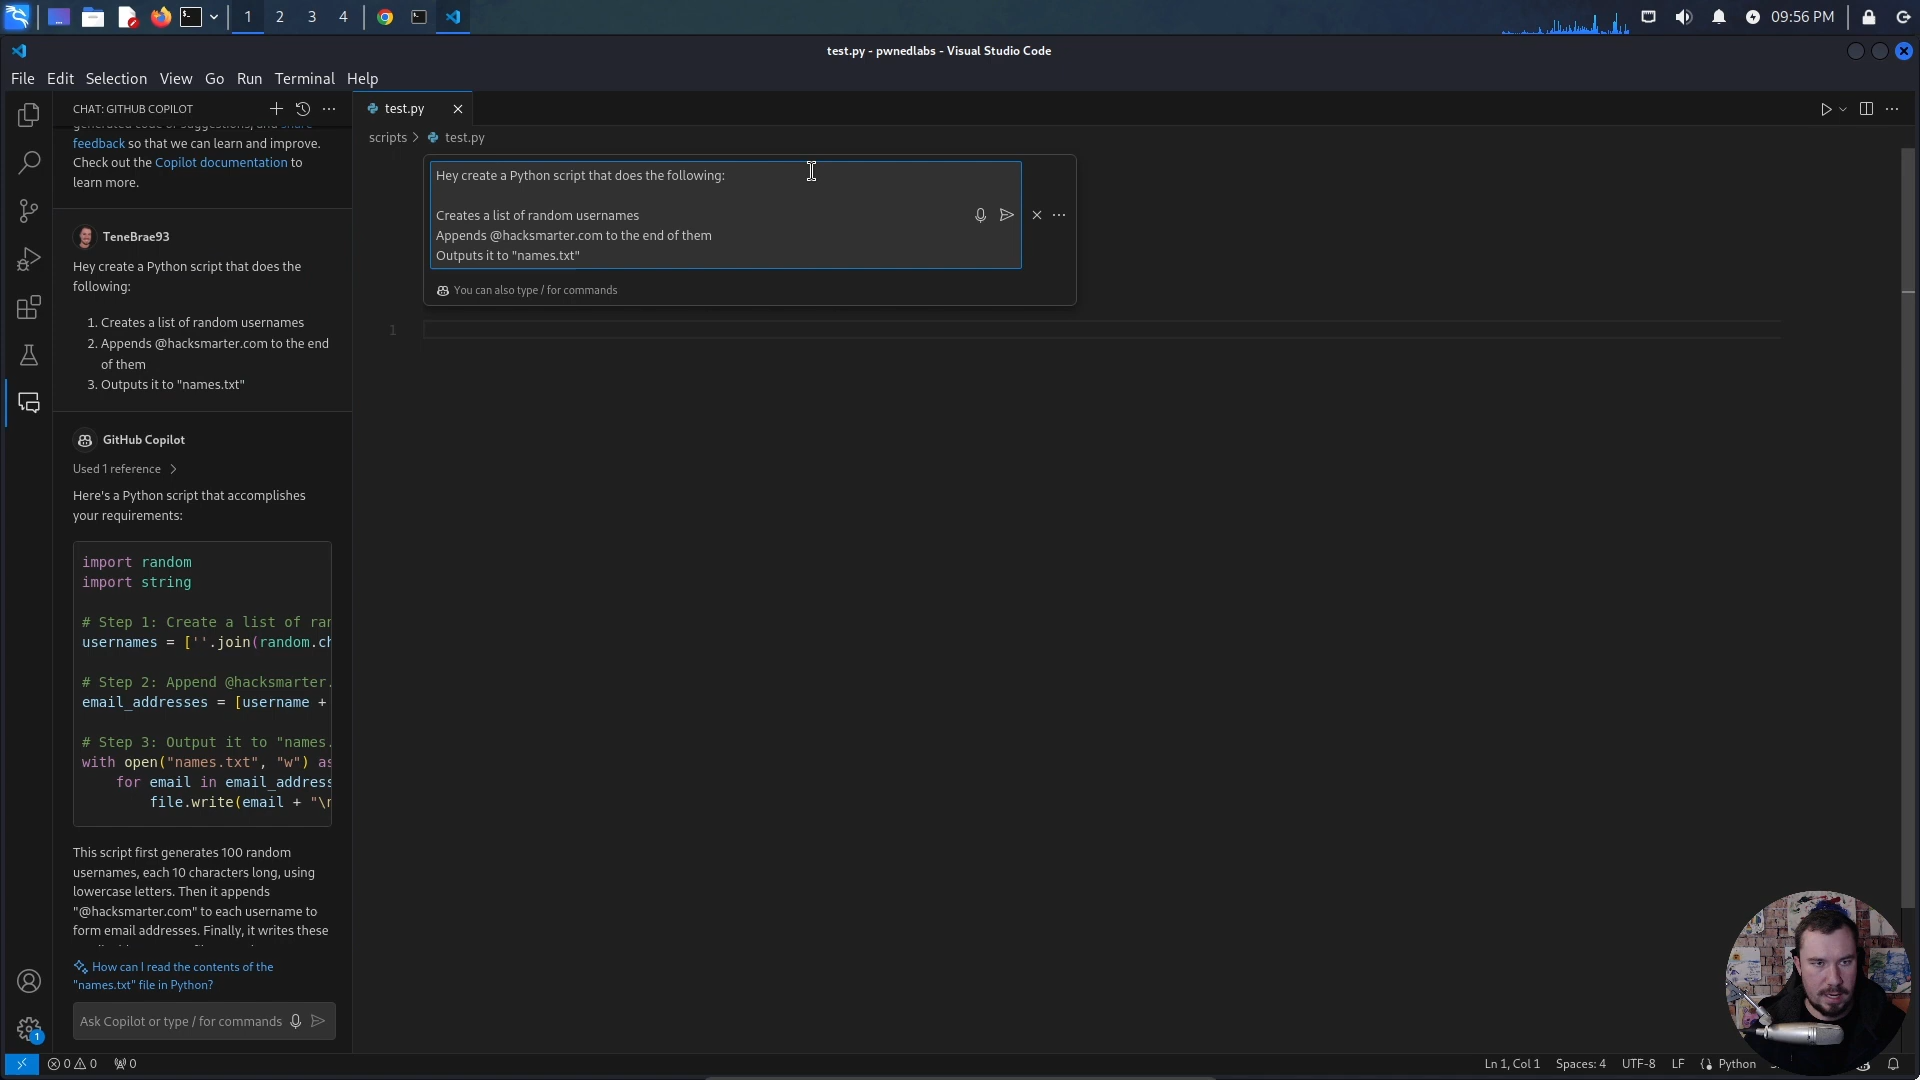 1
2
3
4
09:56 PM
test.py - pwnedlabs - Visual Studio Code
File Edit Selection View Go Run Terminal Help
CHAT: GITHUB COPILOT
test.py
scripts > test.py
feedback so that we can learn and improve.
Check out the Copilot documentation to
learn more.
TeneBrae93
Hey create a Python script that does the
following:
1. Creates a list of random usernames
2. Appends @hacksmarter.com to the end
of them
3. Outputs it to "names.txt"
GitHub Copilot
Used 1 reference >
Here's a Python script that accomplishes
your requirements:
import random
import string
# Step 1: Create a list of ran
usernames = [''.join(random.ch
# Step 2: Append @hacksmarter.
email_addresses = [username +
# Step 3: Output it to "names.
with open("names.txt", "w") as
for email in email_address
file.write(email + "\n
This script first generates 100 random
usernames, each 10 characters long, using
lowercase letters. Then it appends
"@hacksmarter.com" to each username to
form email addresses. Finally, it writes these
How can I read the contents of the
"names.txt" file in Python?
Ask Copilot or type / for commands
Hey create a Python script that does the following:
Creates a list of random usernames
Appends @hacksmarter.com to the end of them
Outputs it to "names.txt"
You can also type / for commands
1
1
0 0 0
Ln 1, Col 1 Spaces: 4 UTF-8 LF Python